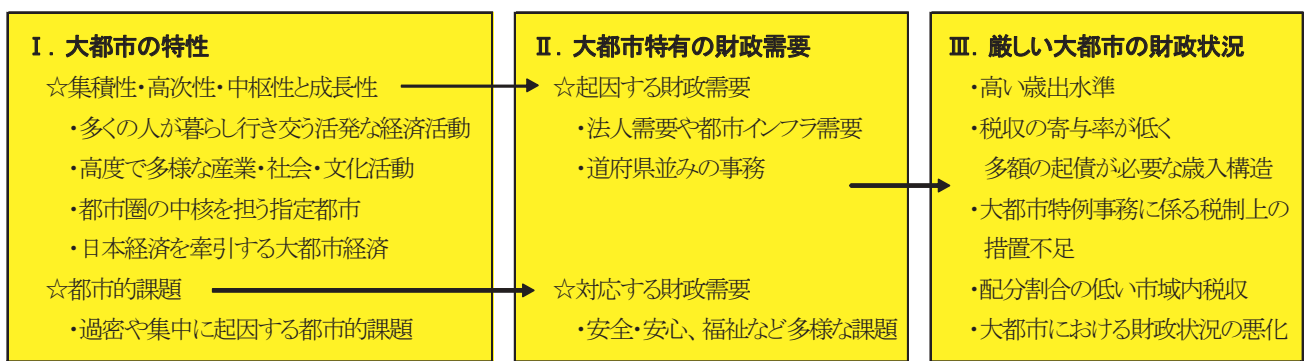 Ⅰ. 大都市の特性
☆集積性・高次性・中枢性と成長性
・多くの人が暮らし行き交う活発な経済活動
・高度で多様な産業・社会・文化活動
・都市圏の中核を担う指定都市
・日本経済を牽引する大都市経済
☆都市的課題
・過密や集中に起因する都市的課題
Ⅱ. 大都市特有の財政需要
☆起因する財政需要
・法人需要や都市インフラ需要
・道府県並みの事務
☆対応する財政需要
・安全・安心、福祉など多様な課題
Ⅲ. 厳しい大都市の財政状況
・高い歳出水準
・税収の寄与率が低く
多額の起債が必要な歳入構造
・大都市特例事務に係る税制上の
措置不足
・配分割合の低い市域内税収
・大都市における財政状況の悪化